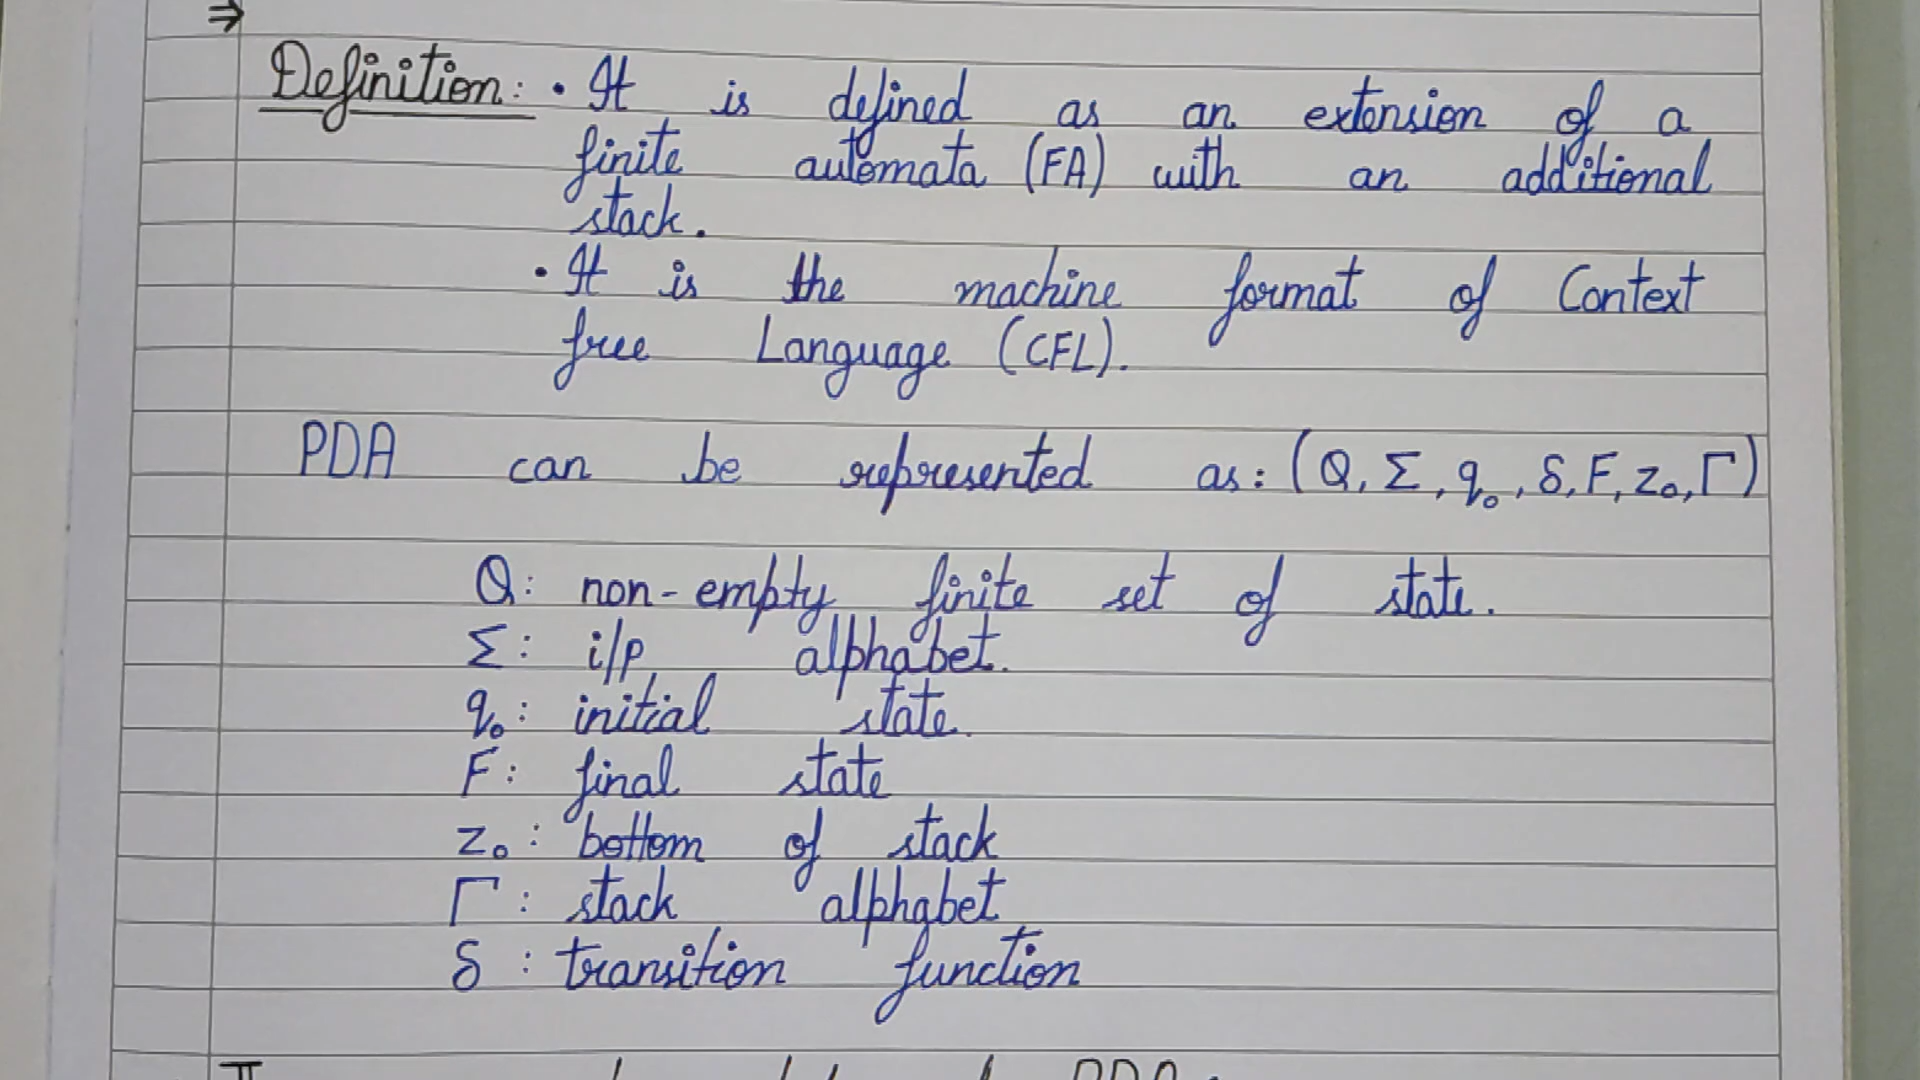 ⇒
Definition: • It is defined as an extension of a
finite automata (FA) with an additional
stack.
• It is the machine format of Context
free Language (CFL).
PDA can be represented as: (Q, Σ, q₀, δ, F, z₀, Γ)
Q: non-empty finite set of state.
Σ: i/p alphabet.
q₀: initial state.
F: final state
z₀: bottom of stack
Γ: stack alphabet
δ: transition function
PDA: